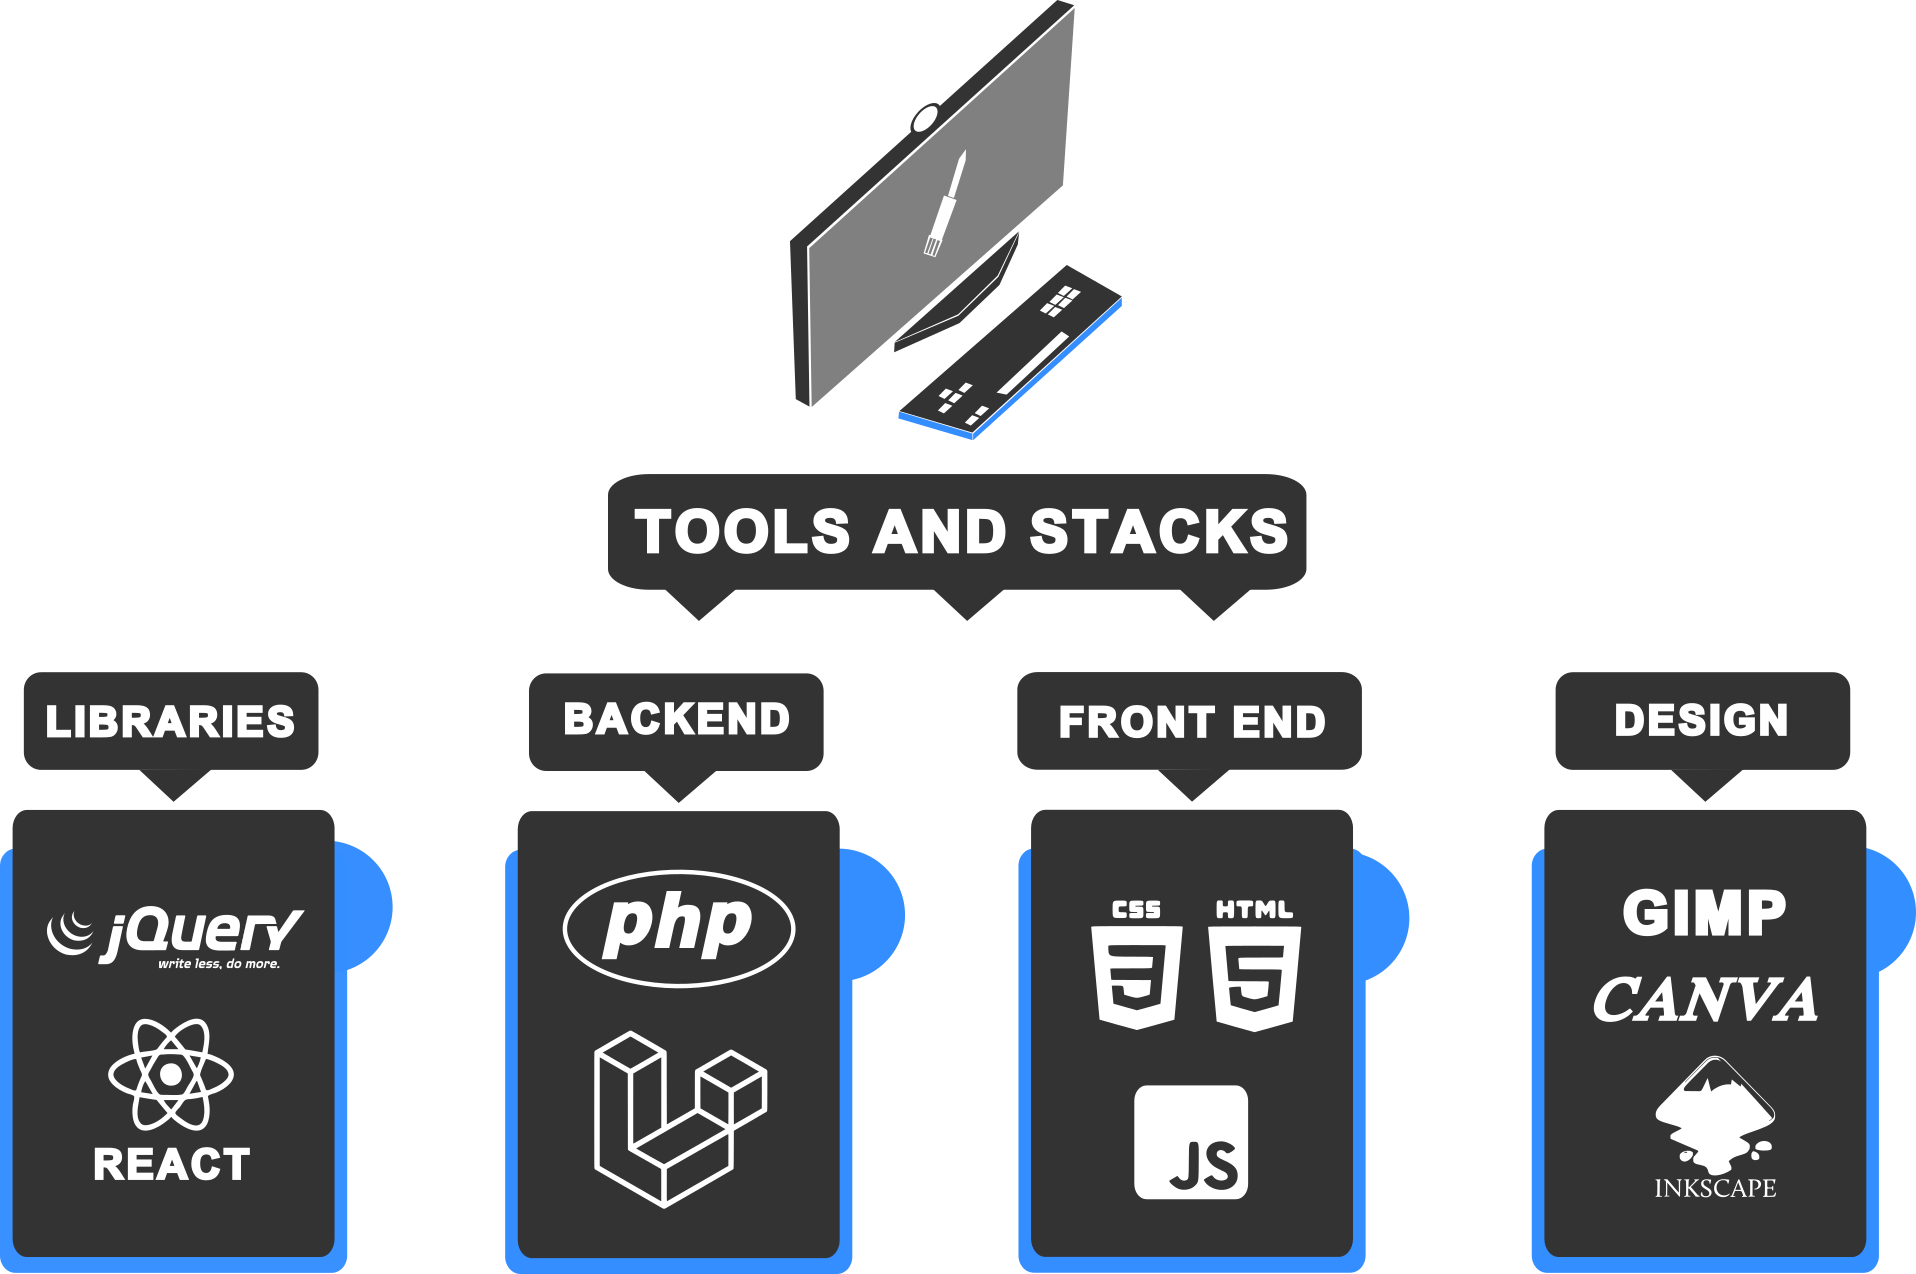 TOOLS AND STACKS
LIBRARIES
jQuery
write less, do more.
REACT
BACKEND
php
FRONT END
CSS
HTML
JS
DESIGN
GIMP
CANVA
INKSCAPE